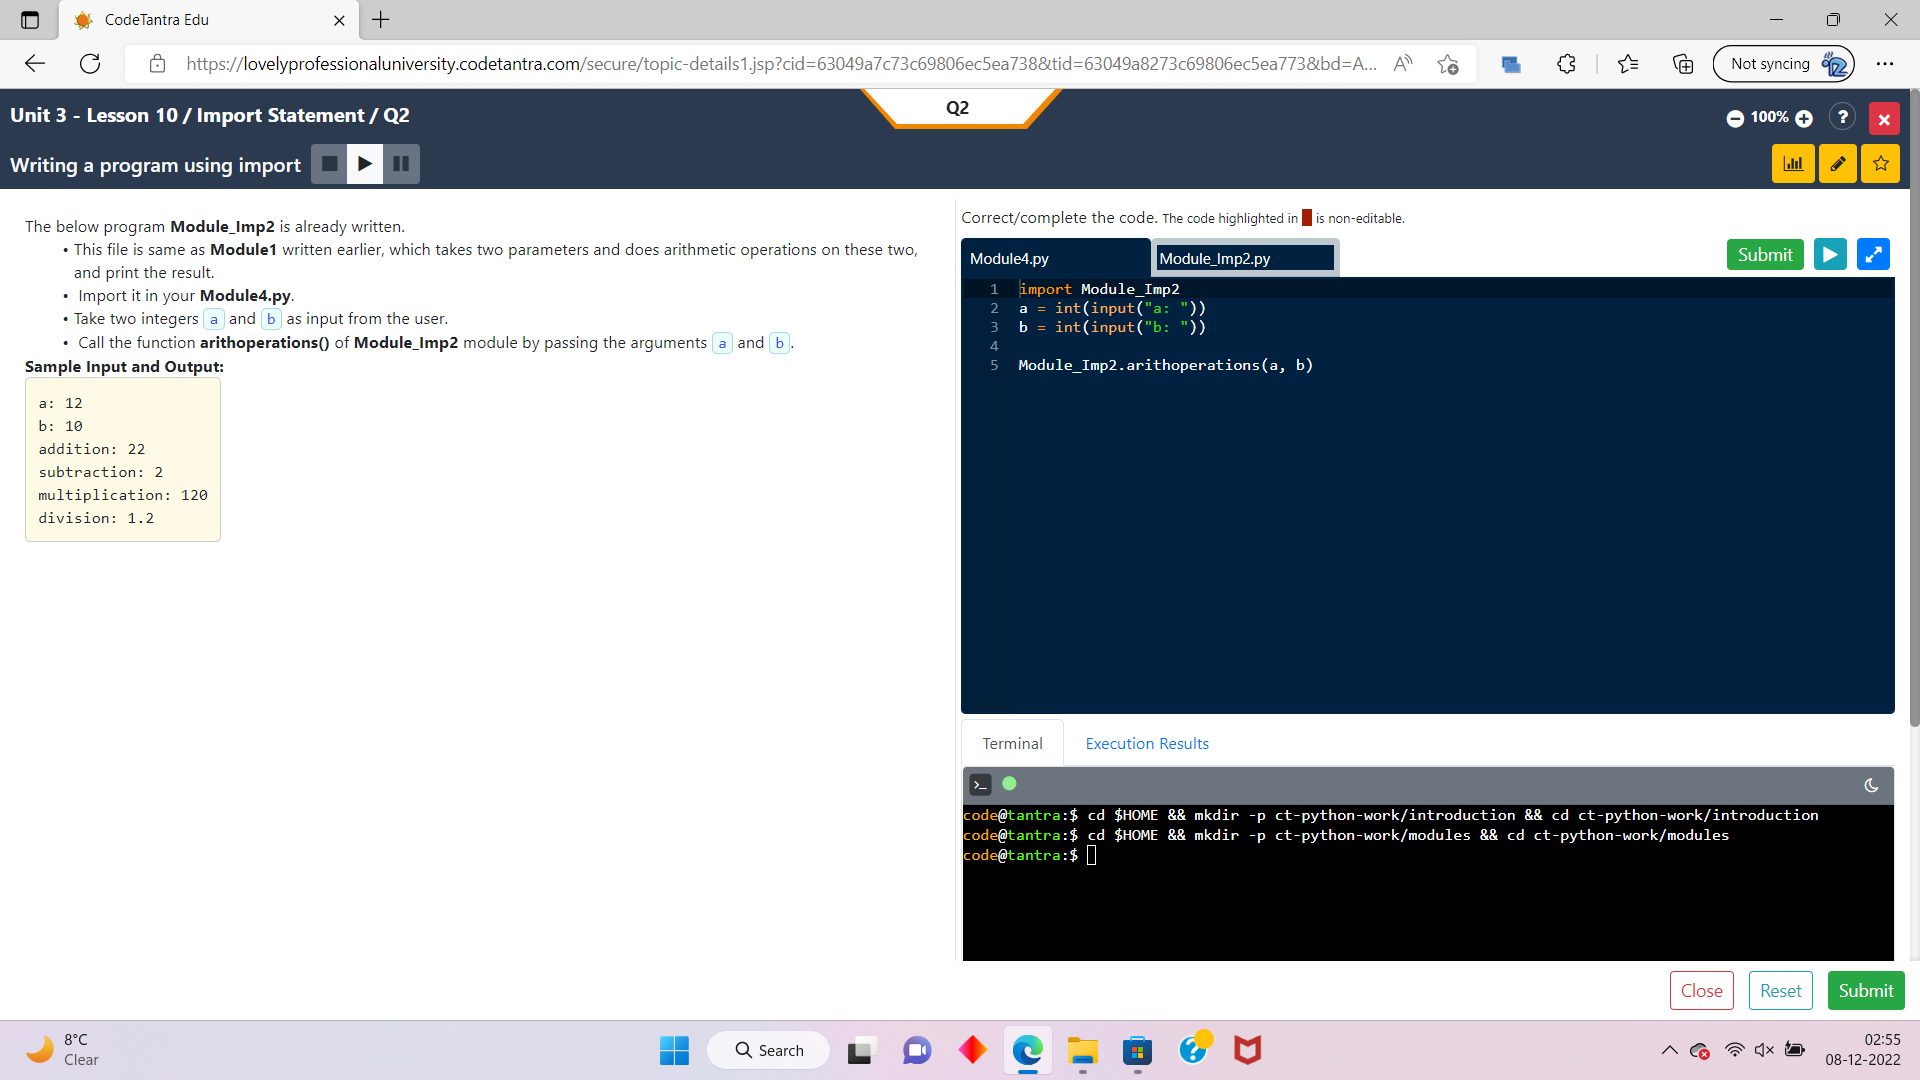 CodeTantra Edu
https://lovelyprofessionaluniversity.codetantra.com/secure/topic-details1.jsp?cid=63049a7c73c69806ec5ea738&tid=63049a8273c69806ec5ea773&bd=A...
Not syncing
Unit 3 - Lesson 10 / Import Statement / Q2
Q2
100%
?
Writing a program using import
The below program Module_Imp2 is already written.
• This file is same as Module1 written earlier, which takes two parameters and does arithmetic operations on these two,
and print the result.
• Import it in your Module4.py.
• Take two integers a and b as input from the user.
• Call the function arithoperations() of Module_Imp2 module by passing the arguments a and b.
Sample Input and Output:
a: 12
b: 10
addition: 22
subtraction: 2
multiplication: 120
division: 1.2
Correct/complete the code. The code highlighted in is non-editable.
Module4.py
Module_Imp2.py
Submit
1 import Module_Imp2
2 a = int(input("a: "))
3 b = int(input("b: "))
4
5 Module_Imp2.arithoperations(a, b)
Terminal
Execution Results
code@tantra:$ cd $HOME && mkdir -p ct-python-work/introduction && cd ct-python-work/introduction
code@tantra:$ cd $HOME && mkdir -p ct-python-work/modules && cd ct-python-work/modules
code@tantra:$
Close
Reset
Submit
8°C
Clear
Search
02:55
08-12-2022